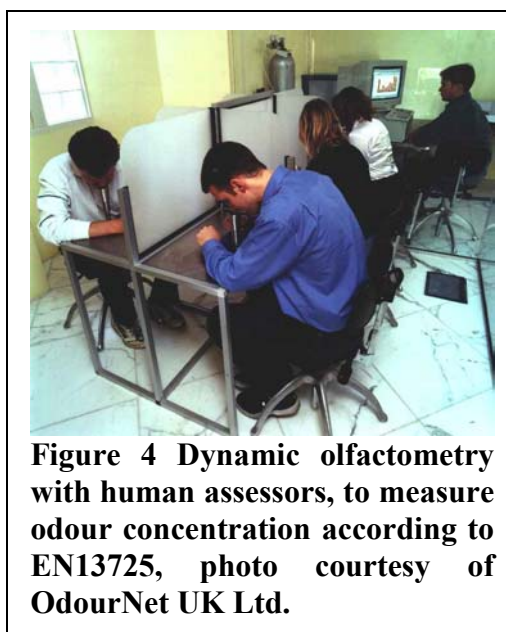 Figure 4 Dynamic olfactometry
with human assessors, to measure
odour concentration according to
EN13725, photo courtesy of
OdourNet UK Ltd.